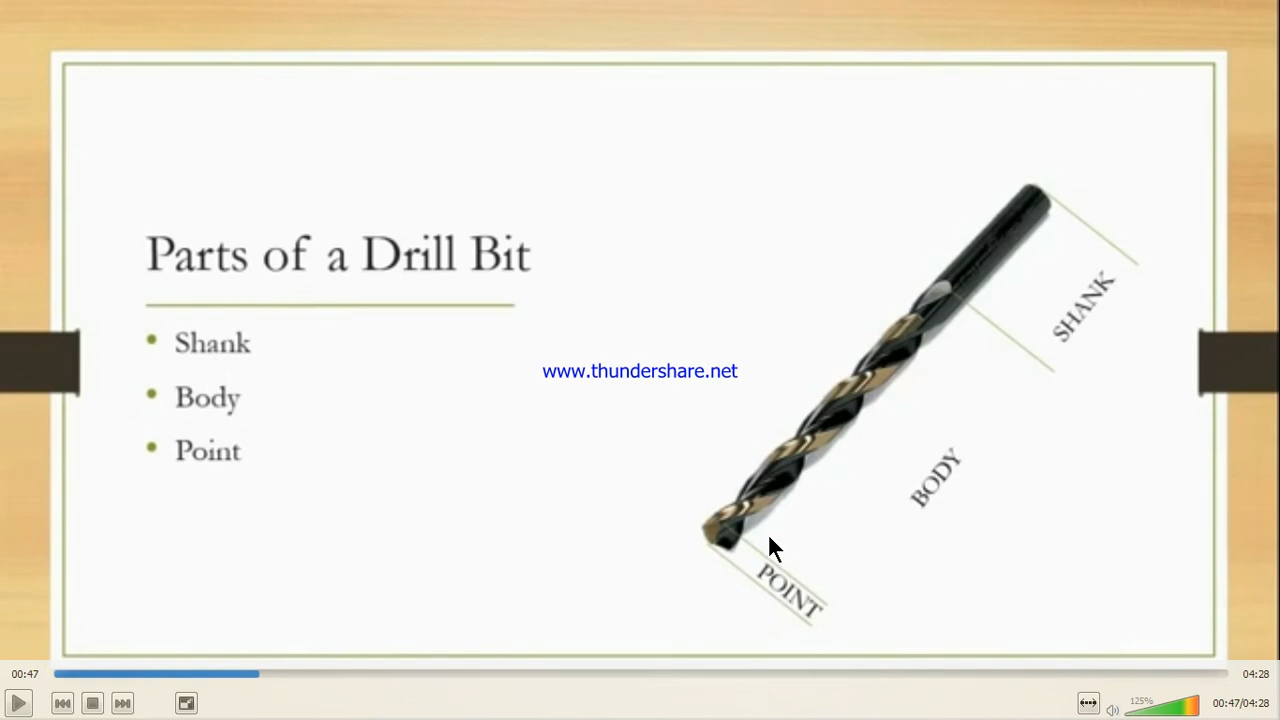 Parts of a Drill Bit
• Shank
• Body
• Point
www.thundershare.net
SHANK
BODY
POINT
00:47
04:28
125%
00:47/04:28